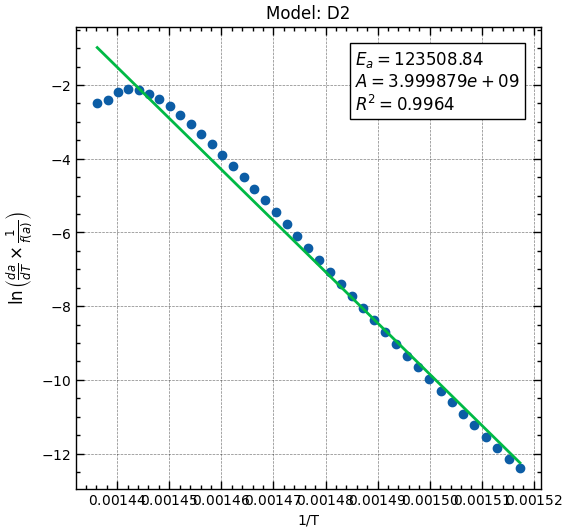 Model: D2
E_a = 123508.84
A = 3.999879e + 09
R² = 0.9964
ln(da/dT × 1/f(a))
−2
−4
−6
−8
−10
−12
0.00144 0.00145 0.00146 0.00147 0.00148 0.00149 0.00150 0.00151 0.00152
1/T